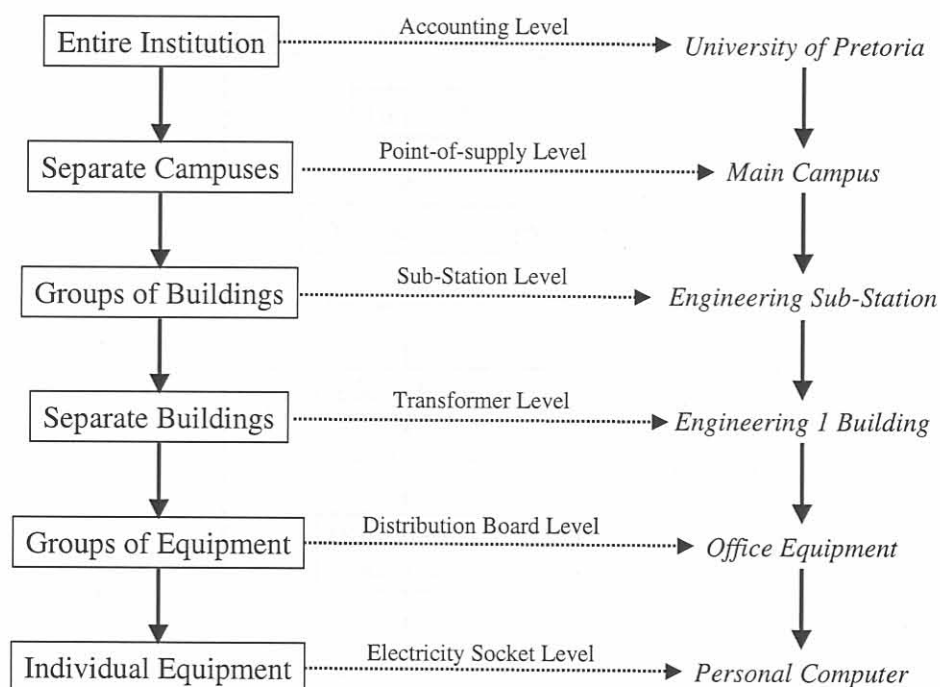 Entire Institution
Accounting Level
University of Pretoria
Separate Campuses
Point-of-supply Level
Main Campus
Groups of Buildings
Sub-Station Level
Engineering Sub-Station
Separate Buildings
Transformer Level
Engineering 1 Building
Groups of Equipment
Distribution Board Level
Office Equipment
Individual Equipment
Electricity Socket Level
Personal Computer